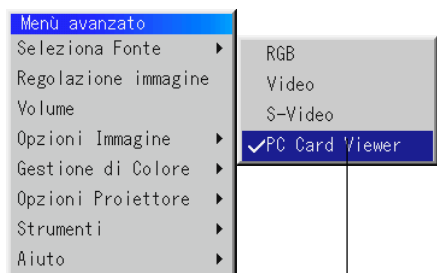 Menù avanzato
Seleziona Fonte
Regolazione immagine
Volume
Opzioni Immagine
Gestione di Colore
Opzioni Proiettore
Strumenti
Aiuto
RGB
Video
S-Video
PC Card Viewer